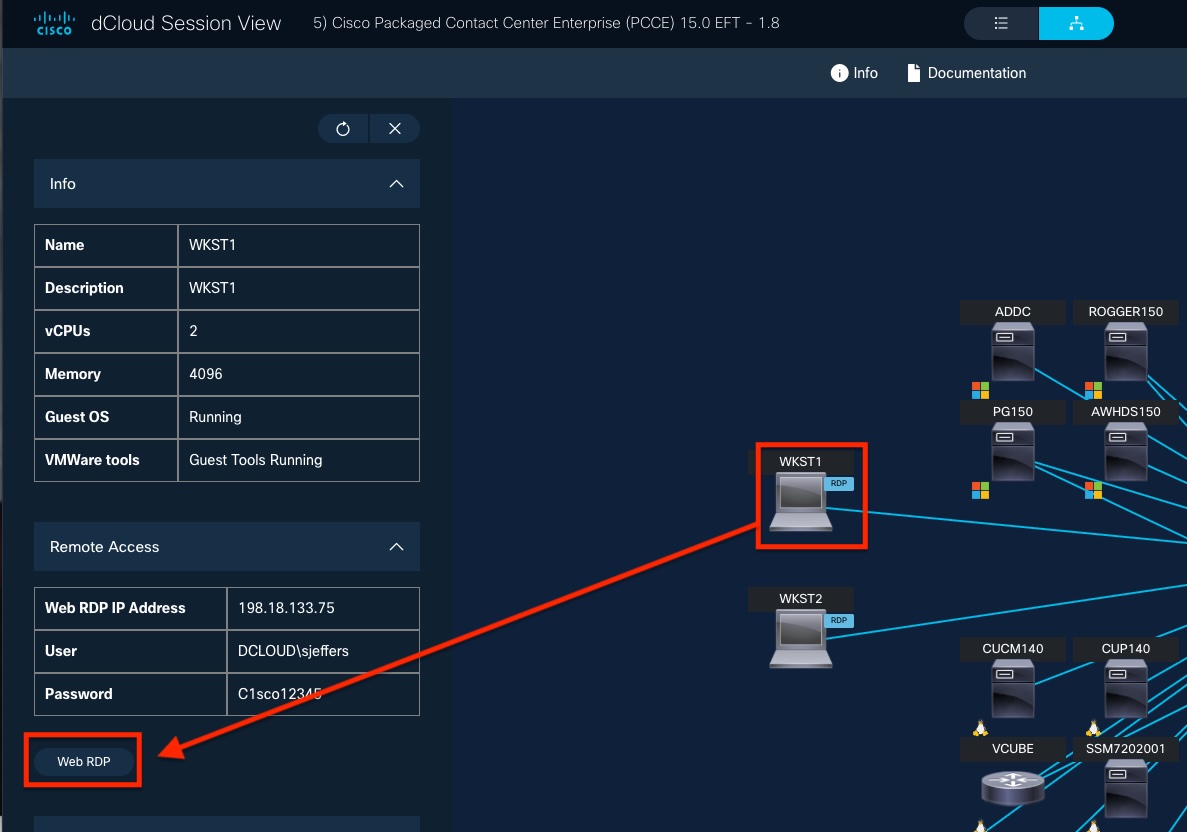 cisco dCloud Session View 5) Cisco Packaged Contact Center Enterprise (PCCE) 15.0 EFT - 1.8
Info Documentation
Info
Name WKST1
Description WKST1
vCPUs 2
Memory 4096
Guest OS Running
VMWare tools Guest Tools Running
Remote Access
Web RDP IP Address 198.18.133.75
User DCLOUD\sjeffers
Password C1sco12345
Web RDP
ADDC ROGGER150
PG150 AWHDS150
WKST1
RDP
WKST2
RDP
CUCM140 CUP140
VCUBE SSM7202001